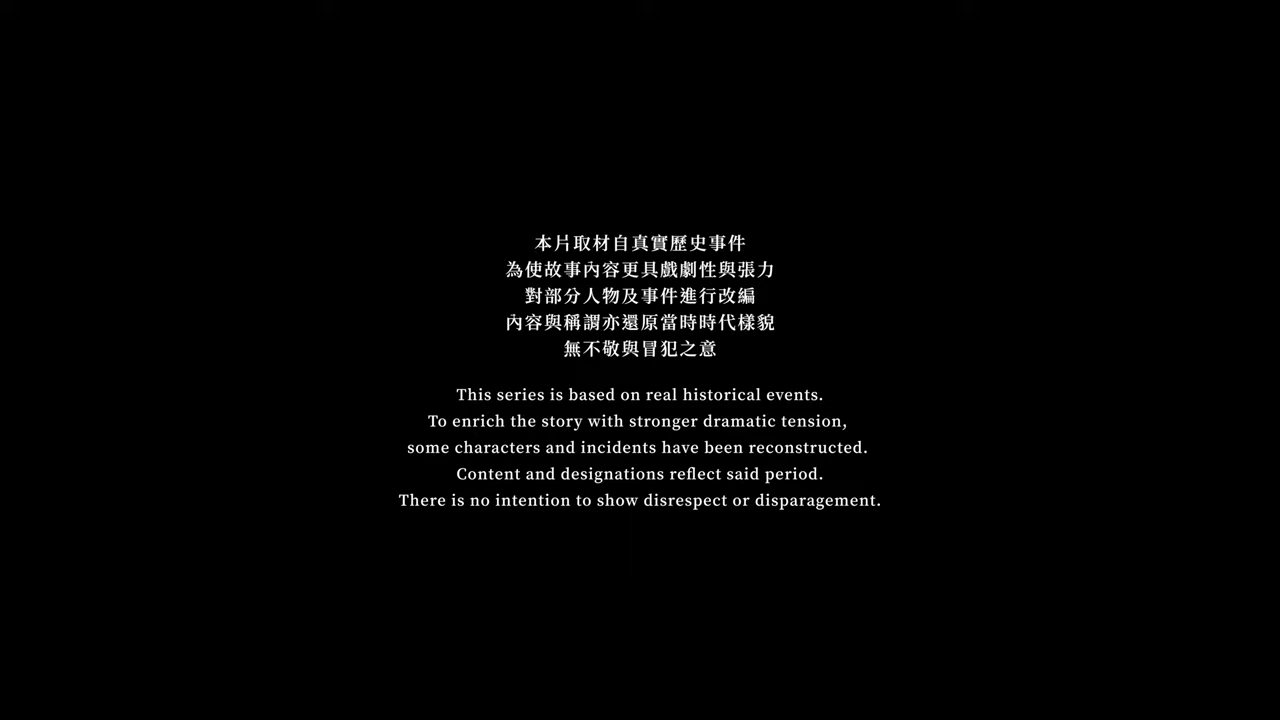 本片取材自真實歷史事件
為使故事內容更具戲劇性與張力
對部分人物及事件進行改編
內容與稱謂亦還原當時時代樣貌
無不敬與冒犯之意
This series is based on real historical events.
To enrich the story with stronger dramatic tension,
some characters and incidents have been reconstructed.
Content and designations reflect said period.
There is no intention to show disrespect or disparagement.